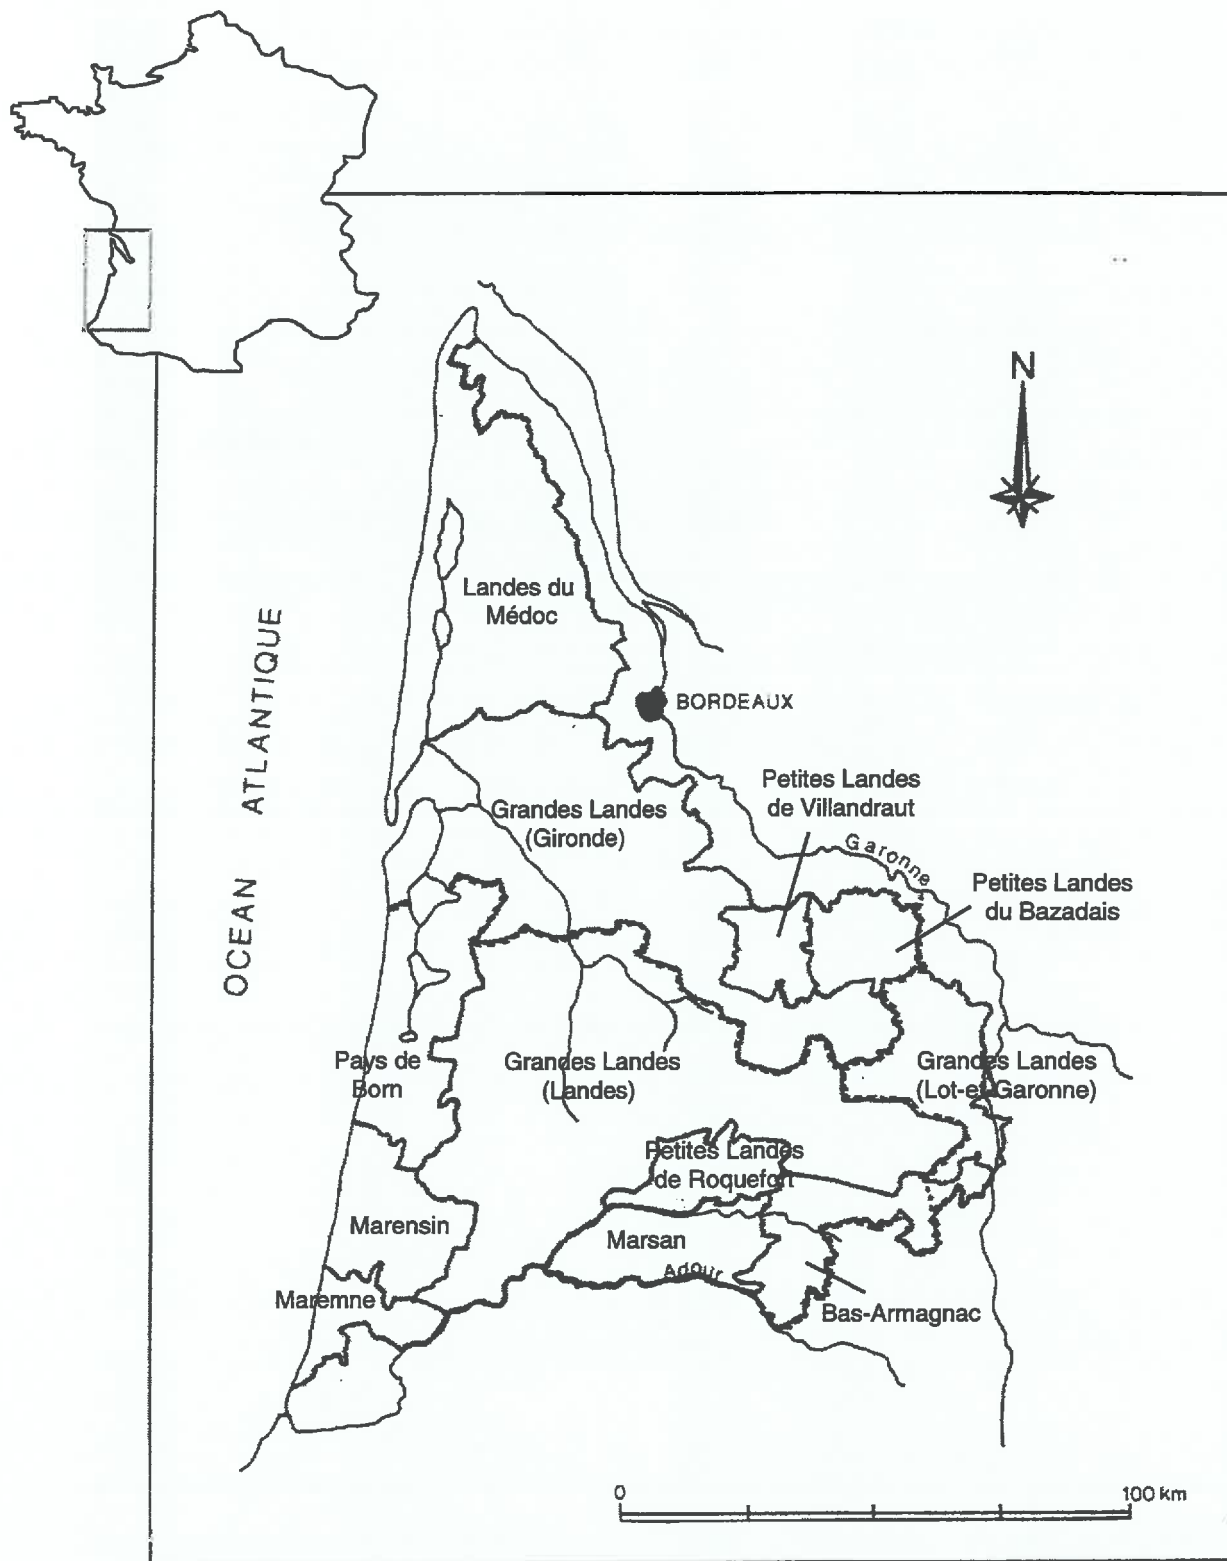 N
Landes du
Médoc
OCEAN ATLANTIQUE
BORDEAUX
Petites Landes
de Villandraut
Grandes Landes
(Gironde)
Garonne
Petites Landes
du Bazadais
Pays de
Born
Grandes Landes
(Landes)
Grandes Landes
(Lot-et-Garonne)
Petites Landes
de Roquefort
Marensin
Marsan
Adour
Maremne
Bas-Armagnac
0
100 km